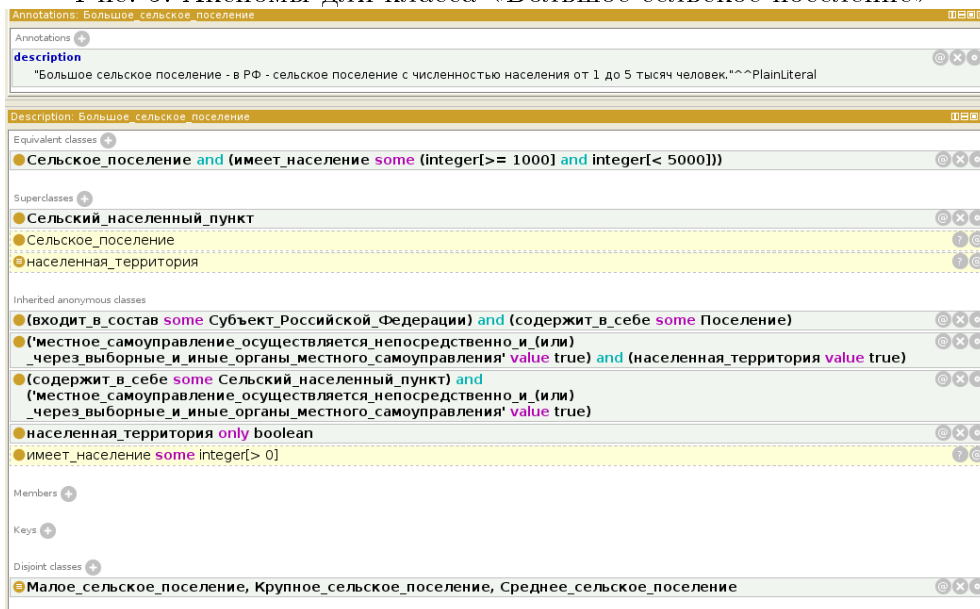 Annotations: Большое_сельское_поселение
Annotations
description
"Большое сельское поселение - в РФ - сельское поселение с численностью населения от 1 до 5 тысяч человек."^^PlainLiteral
Description: Большое_сельское_поселение
Equivalent classes
Сельское_поселение and (имеет_население some (integer[>= 1000] and integer[< 5000]))
Superclasses
Сельский_населенный_пункт
Сельское_поселение
населенная_территория
Inherited anonymous classes
(входит_в_состав some Субъект_Российской_Федерации) and (содержит_в_себе some Поселение)
('местное_самоуправление_осуществляется_непосредственно_и_(или)
_через_выборные_и_иные_органы_местного_самоуправления' value true) and (населенная_территория value true)
(содержит_в_себе some Сельский_населенный_пункт) and
('местное_самоуправление_осуществляется_непосредственно_и_(или)
_через_выборные_и_иные_органы_местного_самоуправления' value true)
населенная_территория only boolean
имеет_население some integer[> 0]
Members
Keys
Disjoint classes
Малое_сельское_поселение, Крупное_сельское_поселение, Среднее_сельское_поселение